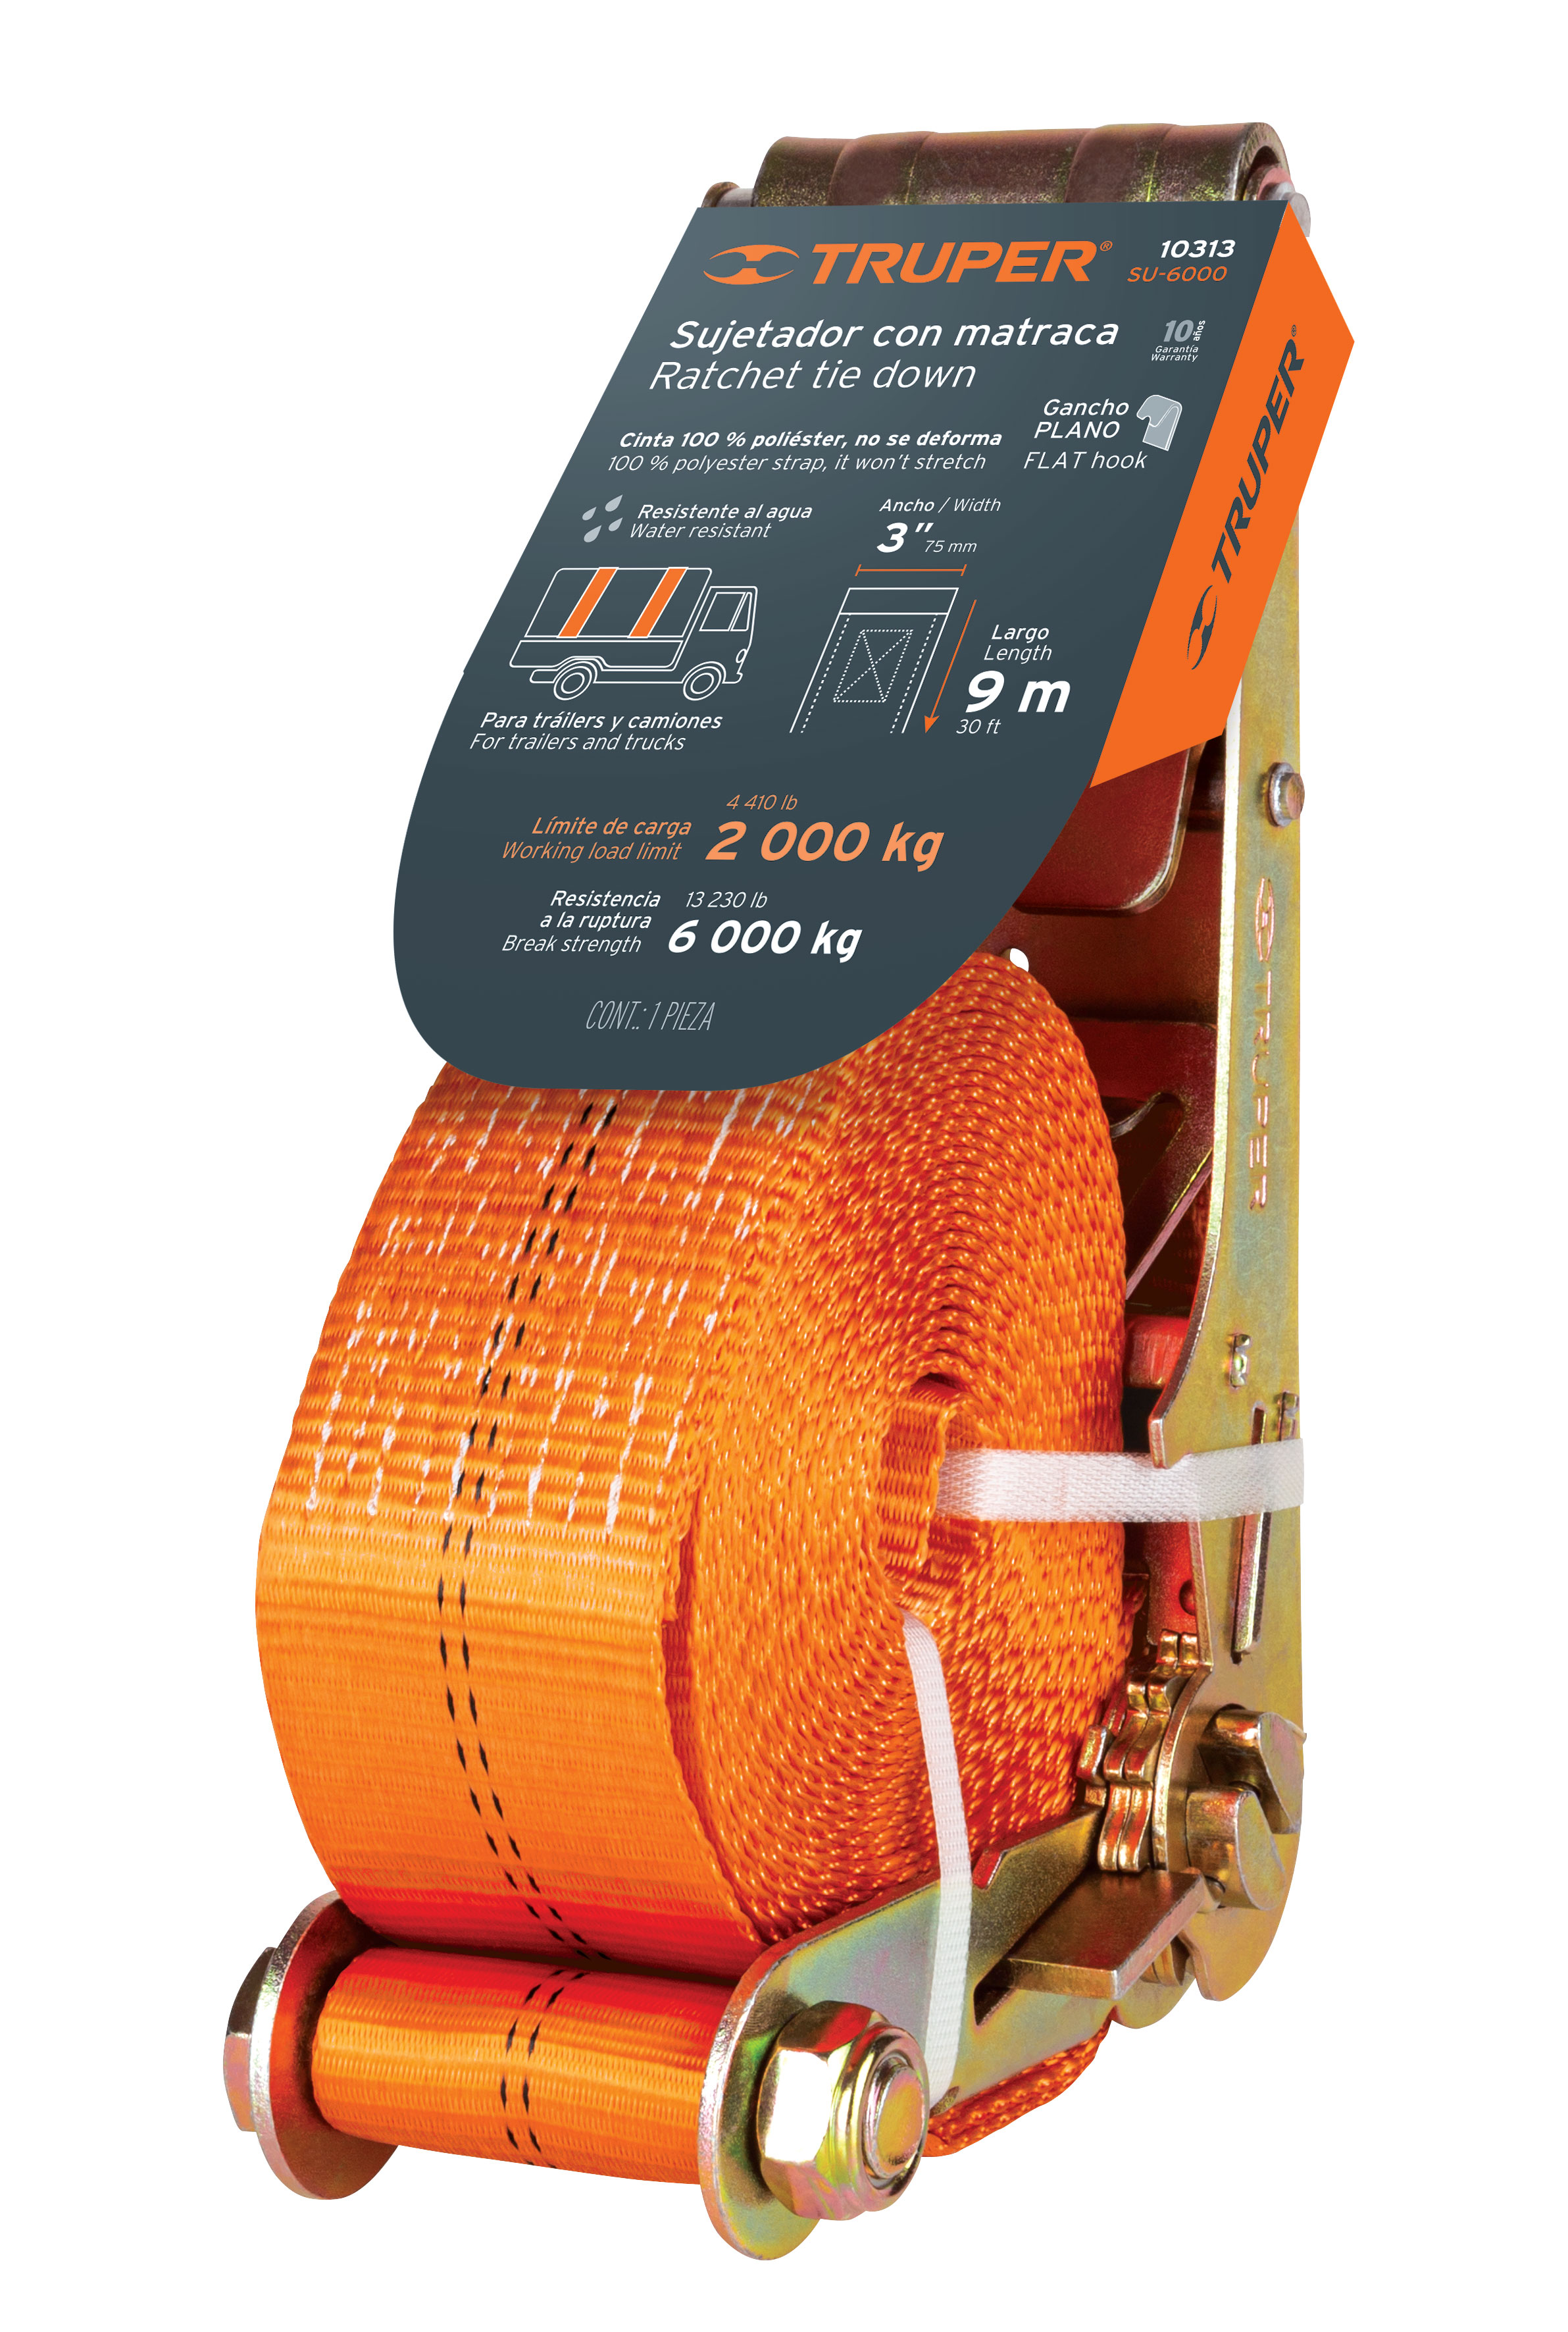 TRUPER®
10313
SU-6000
Sujetador con matraca
Ratchet tie down
10 años
Garantía
Warranty
Cinta 100 % poliéster, no se deforma
100 % polyester strap, it won't stretch
Gancho
PLANO
FLAT hook
Resistente al agua
Water resistant
Ancho / Width
3" 75 mm
Largo
Length
9 m
30 ft
Para tráilers y camiones
For trailers and trucks
4 410 lb
Límite de carga
Working load limit
2 000 kg
Resistencia
a la ruptura
Break strength
13 230 lb
6 000 kg
CONT.: 1 PIEZA
TRUPER®
TRUPER